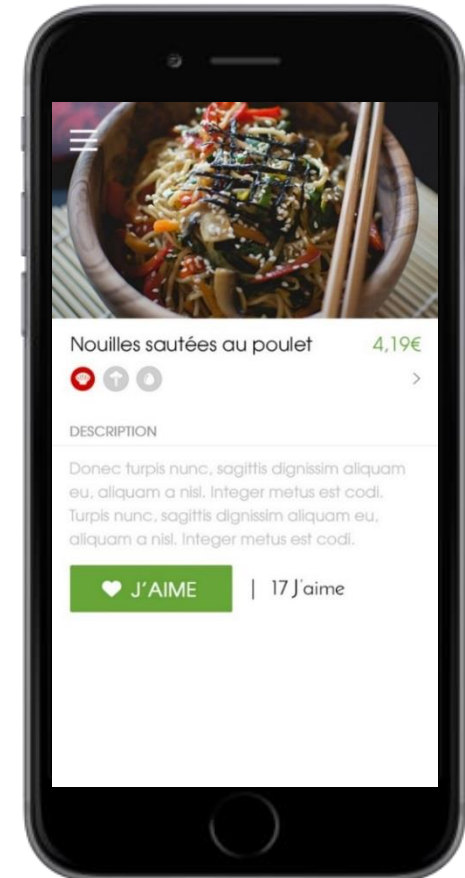 Nouilles sautées au poulet 4,19€
DESCRIPTION
Donec turpis nunc, sagittis dignissim aliquam
eu, aliquam a nisl. Integer metus est codi.
Turpis nunc, sagittis dignissim aliquam eu,
aliquam a nisl. Integer metus est codi.
J'AIME | 17 J'aime